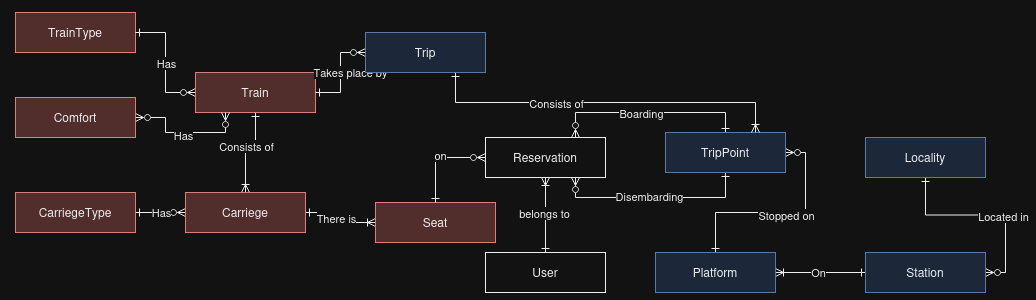 TrainType
Trip
Has
Takes place by
Train
Consists of
Boarding
Comfort
Has
Consists of
Reservation
TripPoint
Locality
on
Disembarding
CarriegeType
Has
Carriege
There is
Seat
belongs to
Stopped on
Located in
User
Platform
On
Station